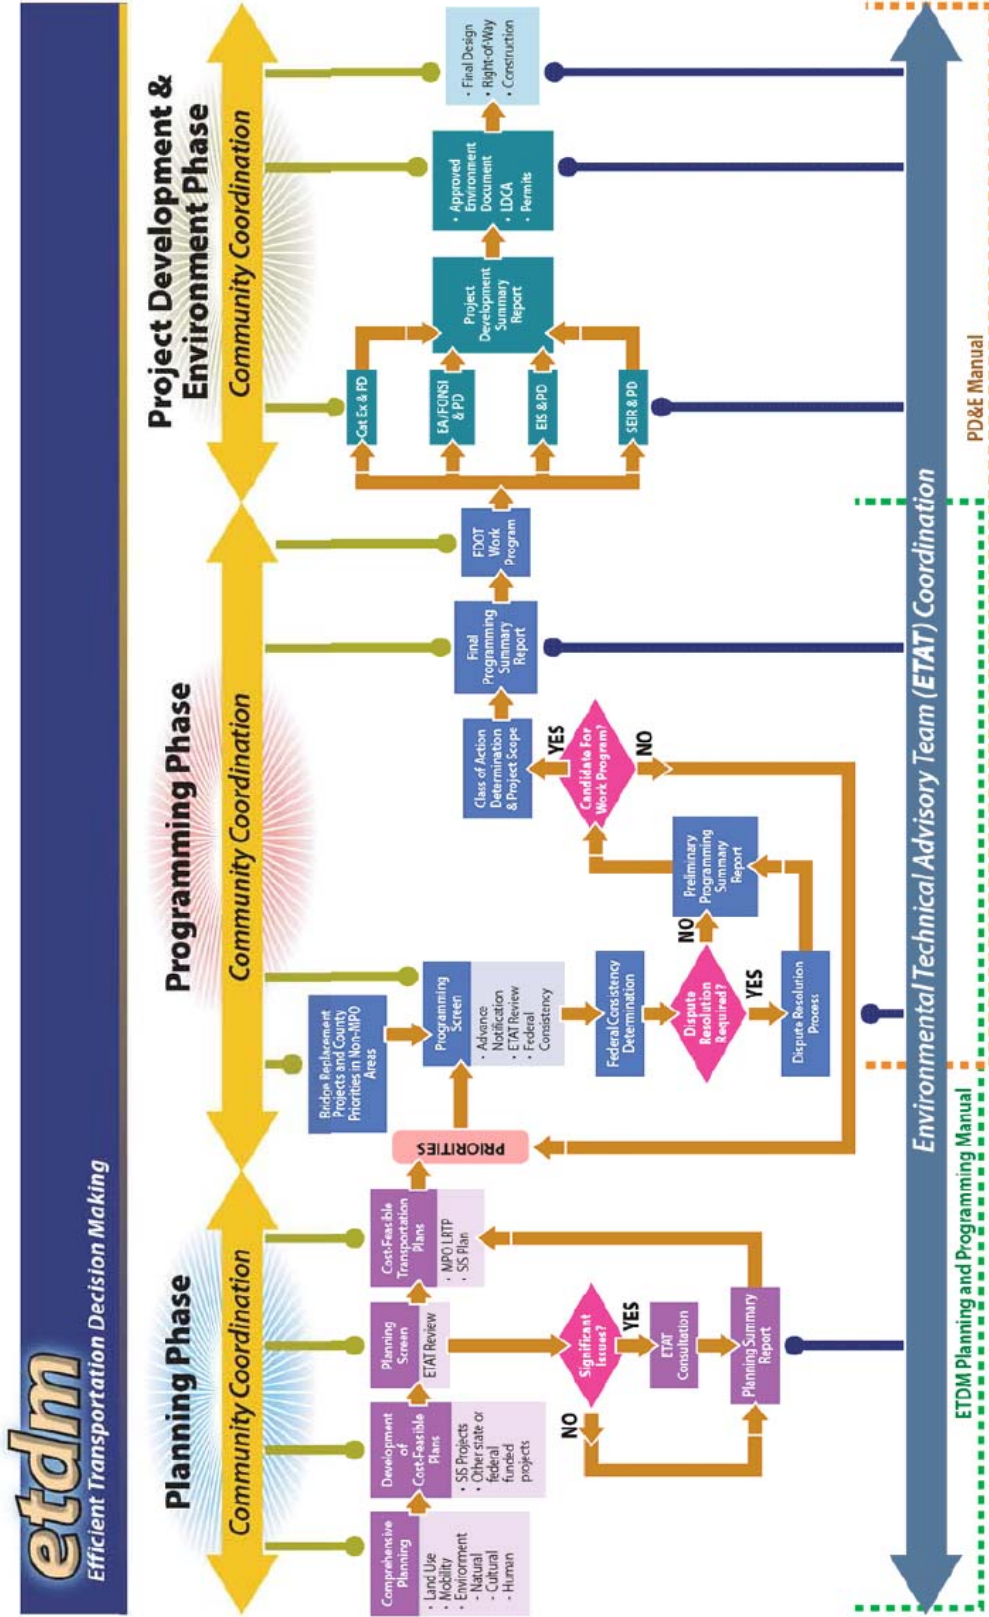 etdm
Efficient Transportation Decision Making
Planning Phase
Programming Phase
Project Development &
Environment Phase
Community Coordination
Community Coordination
Community Coordination
Comprehensive
Planning
• Land Use
• Mobility
• Environment
- Natural
- Cultural
- Human
Development
of
Cost-Feasible
Plans
• SIS Projects
• Other state or
federal
funded
projects
Planning
Screen
ETAT Review
Cost-Feasible
Transportation
Plans
• MPO LRTP
• SIS Plan
Significant
Issues?
NO
YES
ETAT
Consultation
Planning Summary
Report
PRIORITIES
Bridge Replacement
Projects and County
Priorities in Non-MPO
Areas
Programming
Screen
• Advance
Notification
• ETAT Review
• Federal
Consistency
Federal Consistency
Determination
Dispute
Resolution
Required?
NO
YES
Dispute Resolution
Process
Preliminary
Programming
Summary
Report
Candidate For
Work Program?
YES
NO
Class of Action
Determination
& Project Scope
Final
Programming
Summary
Report
FDOT
Work
Program
Cat Ex & PD
EA/FONSI
& PD
EIS & PD
SEIR & PD
Project
Development
Summary
Report
• Approved
Environment
Document
• LDCA
• Permits
• Final Design
• Right-of-Way
• Construction
Environmental Technical Advisory Team (ETAT) Coordination
ETDM Planning and Programming Manual
PD&E Manual